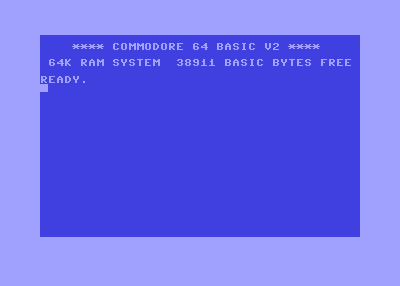 **** COMMODORE 64 BASIC V2 ****
64K RAM SYSTEM  38911 BASIC BYTES FREE
READY.